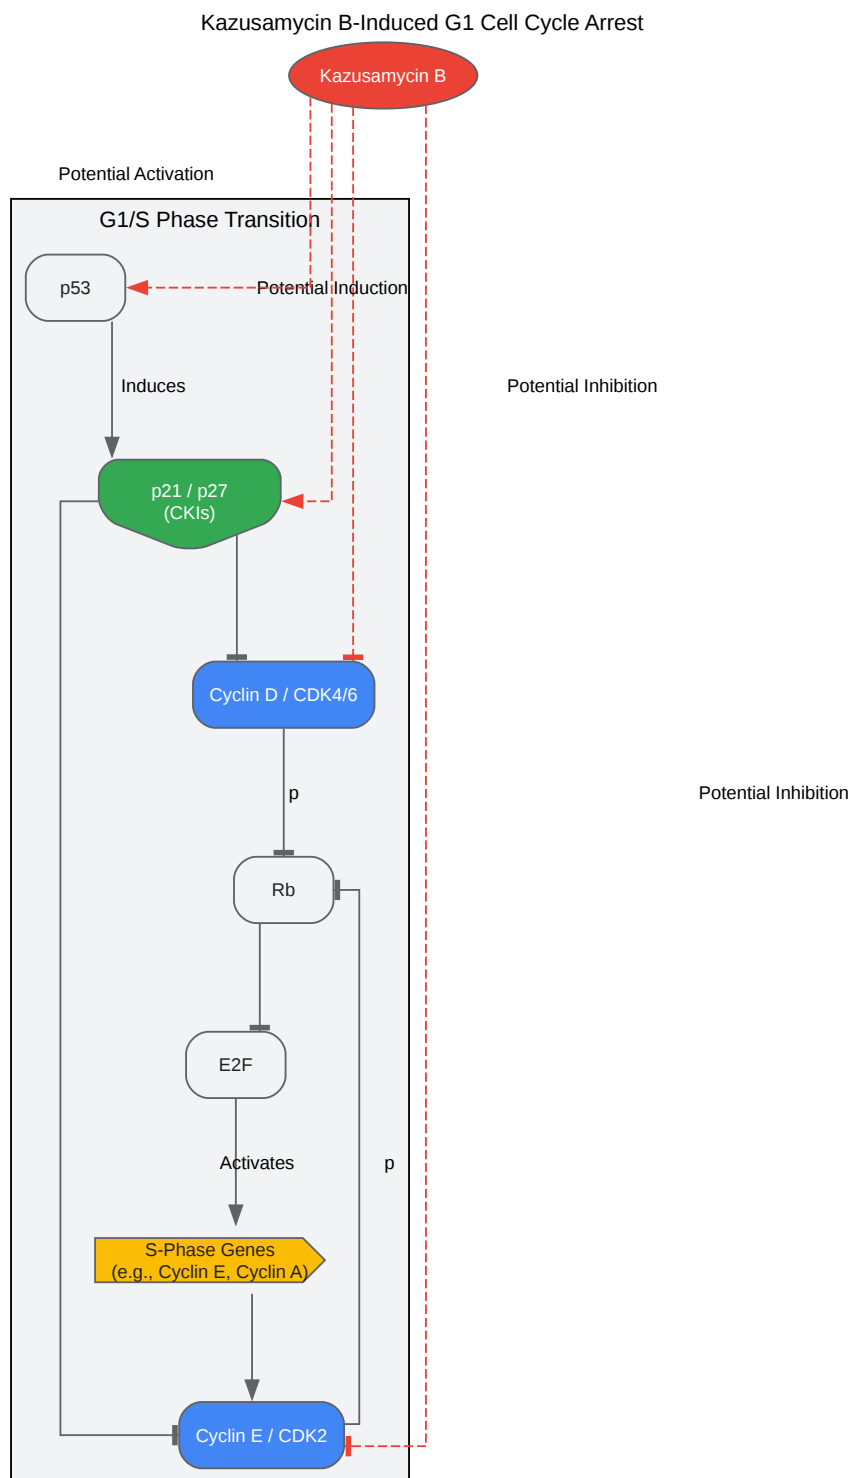 Kazusamycin B-Induced G1 Cell Cycle Arrest
Kazusamycin B
Potential Activation
G1/S Phase Transition
p53
Potential Induction
Induces
Potential Inhibition
p21 / p27
(CKIs)
Cyclin D / CDK4/6
p
Potential Inhibition
Rb
E2F
Activates
p
S-Phase Genes
(e.g., Cyclin E, Cyclin A)
Cyclin E / CDK2